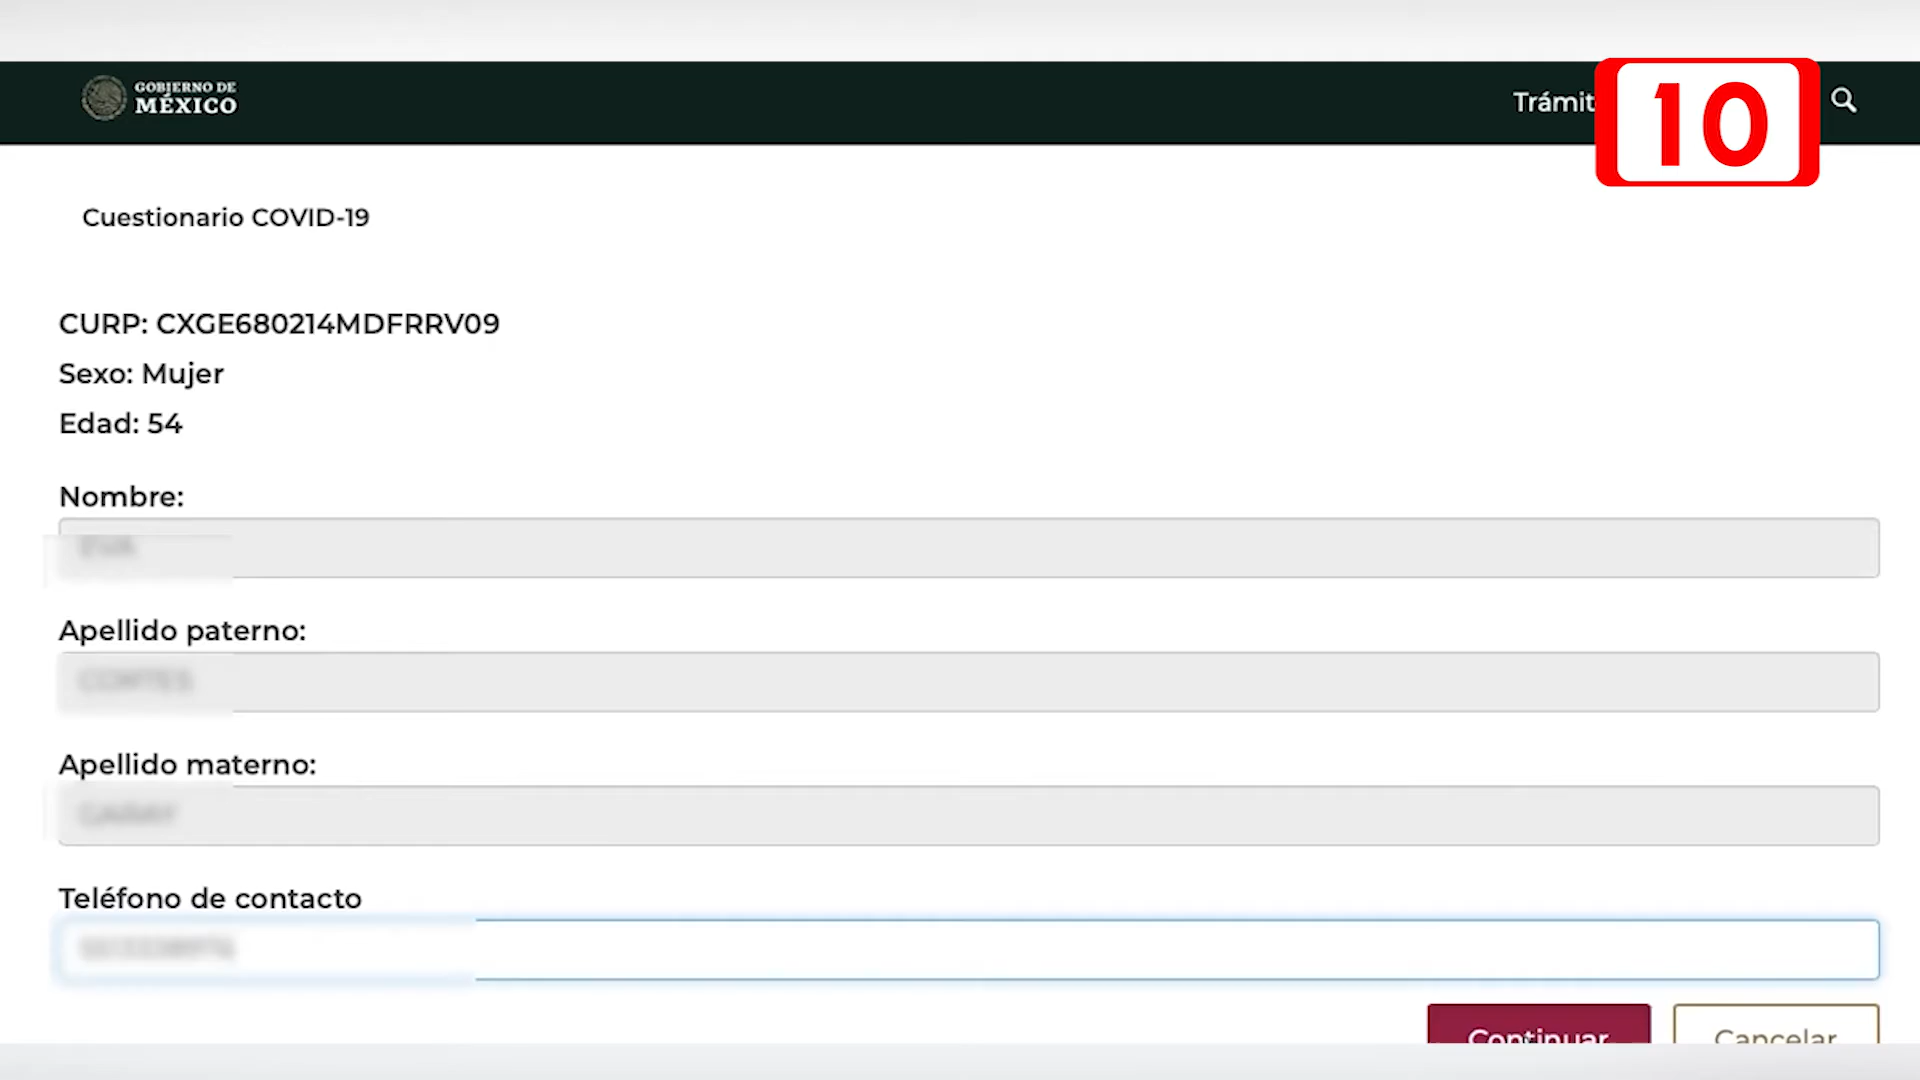 GOBIERNO DE
MÉXICO
Trámit
10
Cuestionario COVID-19
CURP: CXGE680214MDFRRV09
Sexo: Mujer
Edad: 54
Nombre:
Apellido paterno:
Apellido materno:
Teléfono de contacto
Continuar
Cancelar